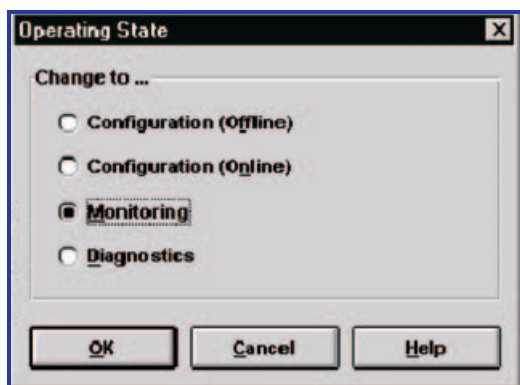 Operating State
X
Change to ...
Configuration (Offline)
Configuration (Online)
Monitoring
Diagnostics
OK
Cancel
Help